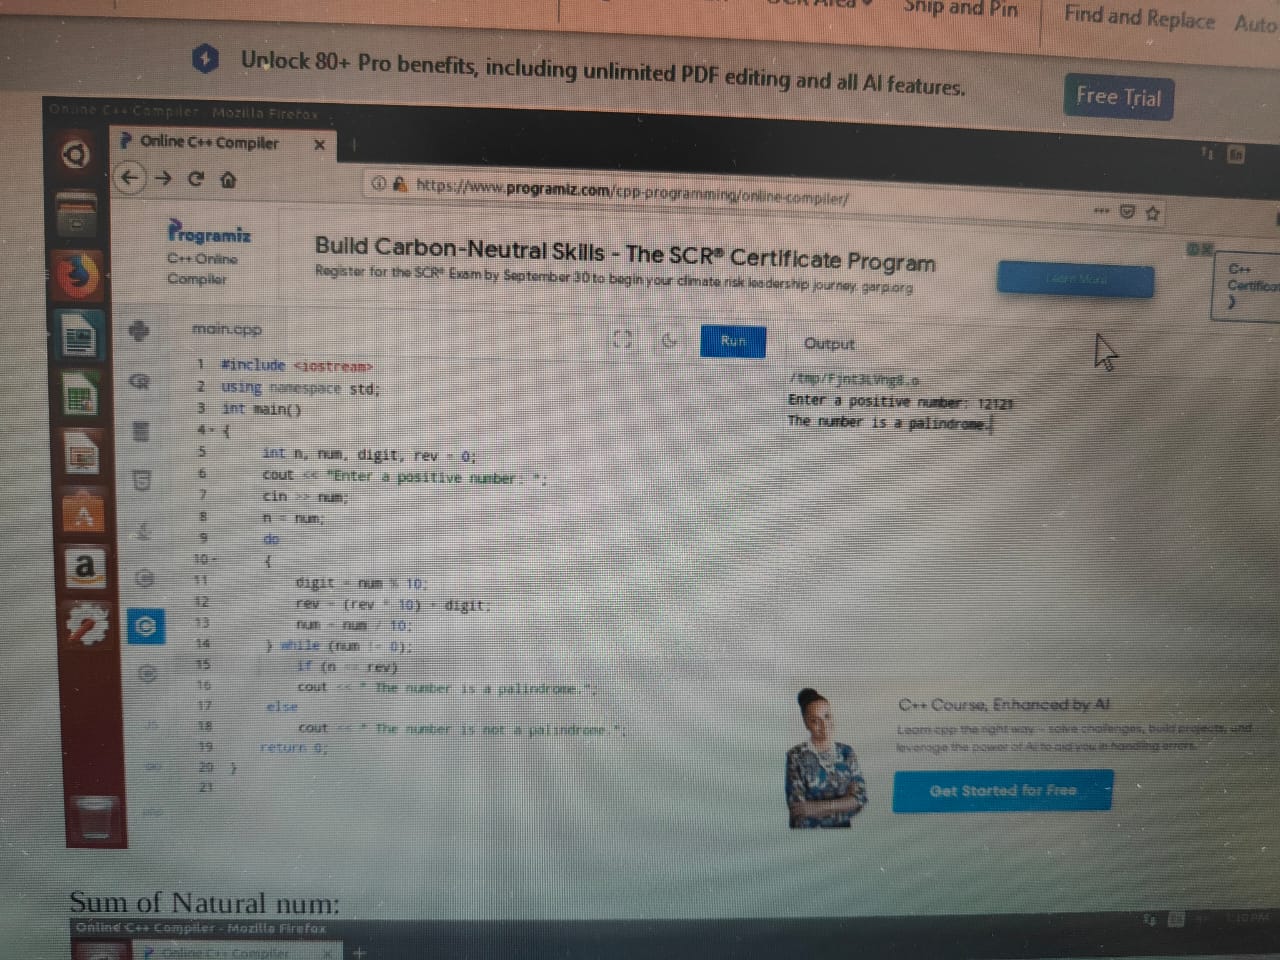 Snip and Pin
Find and Replace
Auto
Unlock 80+ Pro benefits, including unlimited PDF editing and all AI features.
Free Trial
Online C++ Compiler - Mozilla Firefox
Online C++ Compiler
https://www.programiz.com/cpp-programming/online-compiler/
Programiz
C++ Online
Compiler
Build Carbon-Neutral Skills - The SCR® Certificate Program
Register for the SCR® Exam by September 30 to begin your climate risk leadership journey. garp.org
Learn More
C++
Certificat
main.cpp
Run
Output
1 #include <iostream>
2 using namespace std;
3 int main()
4 {
5 int n, num, digit, rev = 0;
6 cout << "Enter a positive number: ";
7 cin >> num;
8 n = num;
9 do
10 {
11 digit = num % 10;
12 rev = (rev * 10) + digit;
13 num = num / 10;
14 } while (num != 0);
15 if (n == rev)
16 cout << " The number is a palindrome.";
17 else
18 cout << " The number is not a palindrome.";
19 return 0;
20 }
21
Enter a positive number: 12121
The number is a palindrome.
C++ Course, Enhanced by AI
Learn cpp the right way - solve challenges, build projects, and
leverage the power of AI to aid you in handling errors.
Get Started for Free
Sum of Natural num:
Online C++ Compiler - Mozilla Firefox
1:10 PM
Online C++ Compiler